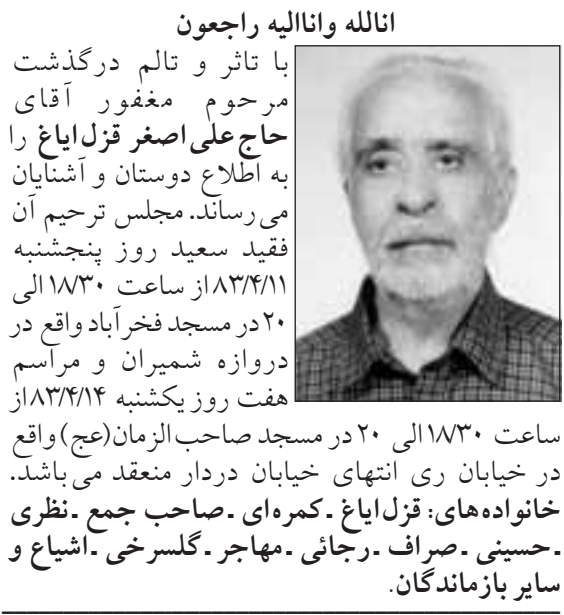 انالله واناالیه راجعون
با تاثر و تالم درگذشت
مرحوم مغفور آقای
حاج علی اصغر قزل ایاغ را
به اطلاع دوستان و آشنایان
می رساند. مجلس ترحیم آن
فقید سعید روز پنجشنبه
۸۳/۴/۱۱ از ساعت ۱۸/۳۰ الی
۲۰ در مسجد فخرآباد واقع در
دروازه شمیران و مراسم
هفت روز یکشنبه ۸۳/۴/۱۴ از
ساعت ۱۸/۳۰ الی ۲۰ در مسجد صاحب الزمان (عج) واقع
در خیابان ری انتهای خیابان دردار منعقد می باشد.
خانواده های: قزل ایاغ ـ کمره ای ـ صاحب جمع ـ نظری
ـ حسینی ـ صراف ـ رجائی ـ مهاجر ـ گلسرخی ـ اشیاع و
سایر بازماندگان.